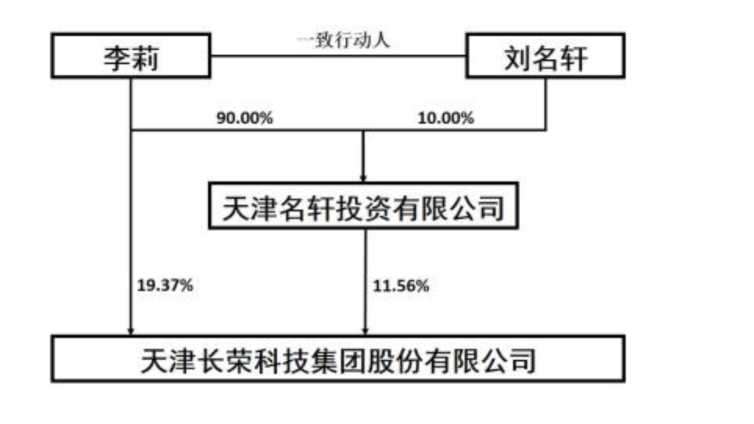 一致行动人
李莉
刘名轩
90.00%
10.00%
天津名轩投资有限公司
19.37%
11.56%
天津长荣科技集团股份有限公司